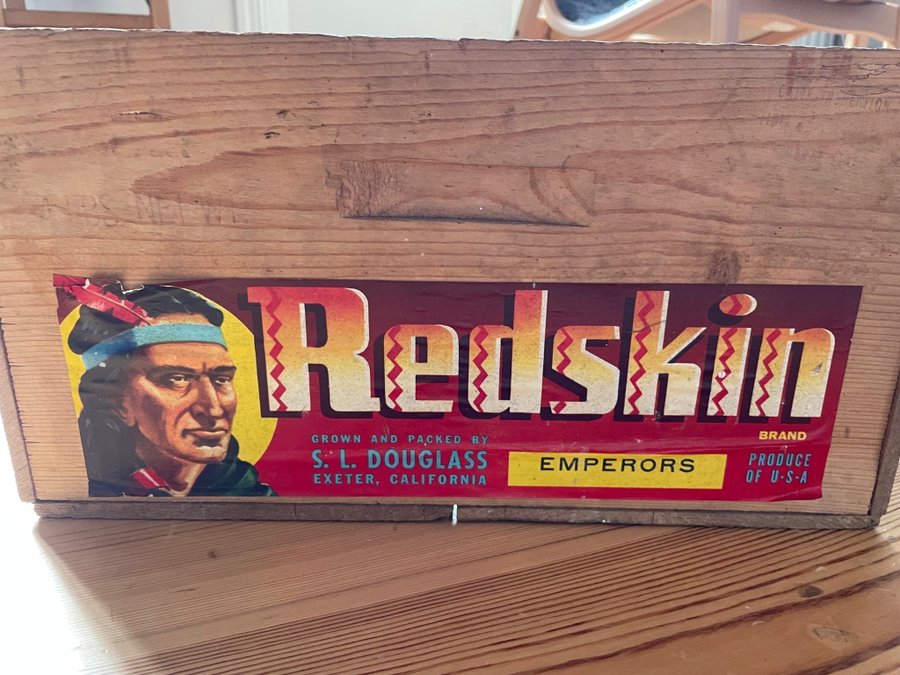 Redskin
BRAND
GROWN AND PACKED BY
S. L. DOUGLASS
EXETER, CALIFORNIA
EMPERORS
PRODUCE
OF U·S·A